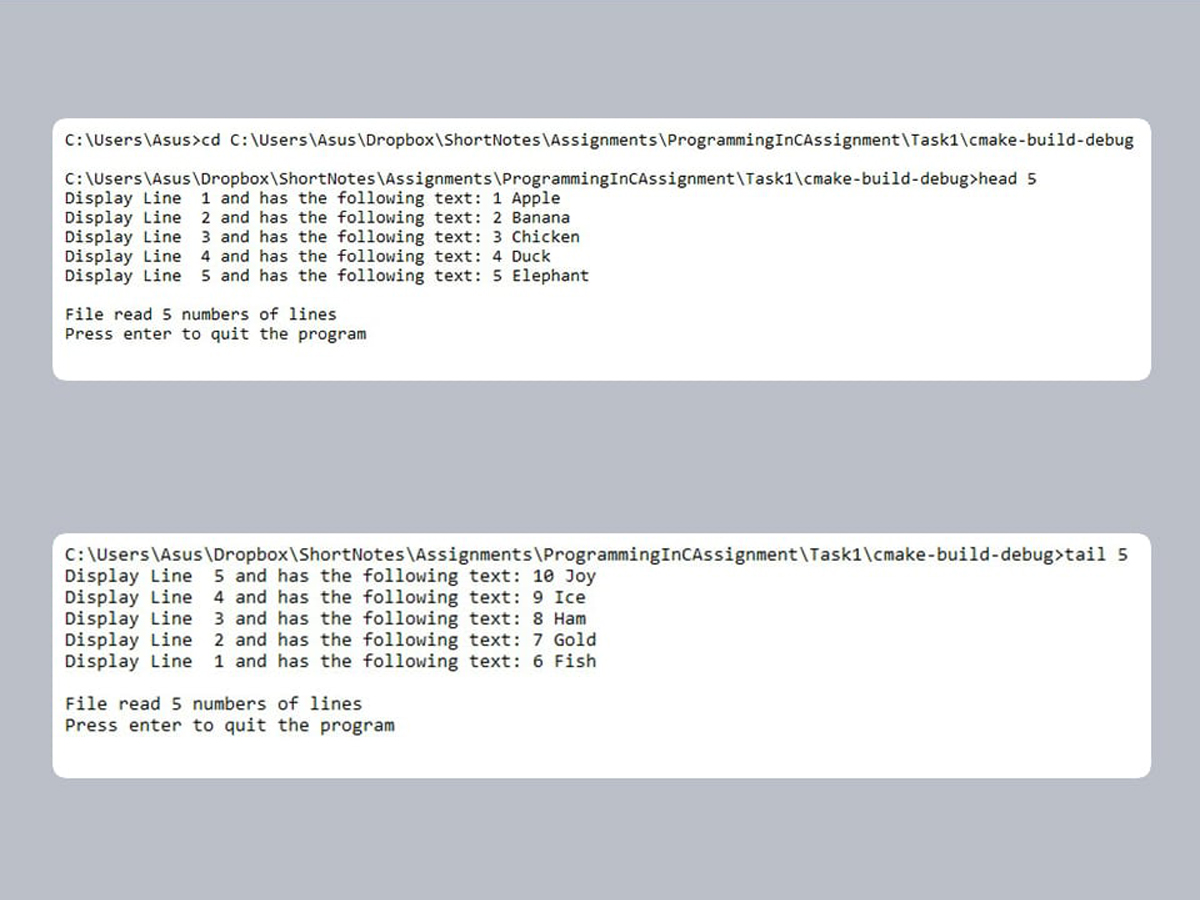 C:\Users\Asus>cd C:\Users\Asus\Dropbox\ShortNotes\Assignments\ProgrammingInCAssignment\Task1\cmake-build-debug
C:\Users\Asus\Dropbox\ShortNotes\Assignments\ProgrammingInCAssignment\Task1\cmake-build-debug>head 5
Display Line  1 and has the following text: 1 Apple
Display Line  2 and has the following text: 2 Banana
Display Line  3 and has the following text: 3 Chicken
Display Line  4 and has the following text: 4 Duck
Display Line  5 and has the following text: 5 Elephant
File read 5 numbers of lines
Press enter to quit the program
C:\Users\Asus\Dropbox\ShortNotes\Assignments\ProgrammingInCAssignment\Task1\cmake-build-debug>tail 5
Display Line  5 and has the following text: 10 Joy
Display Line  4 and has the following text: 9 Ice
Display Line  3 and has the following text: 8 Ham
Display Line  2 and has the following text: 7 Gold
Display Line  1 and has the following text: 6 Fish
File read 5 numbers of lines
Press enter to quit the program